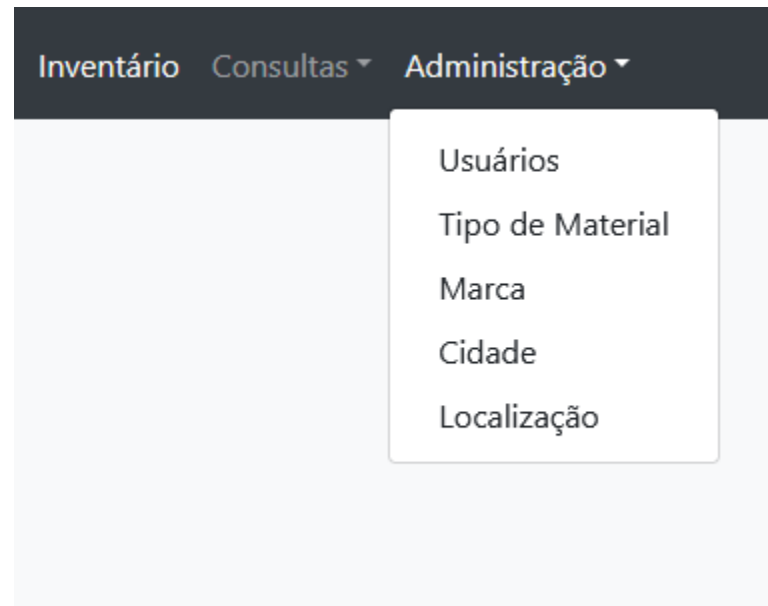 Inventário Consultas Administração
Usuários
Tipo de Material
Marca
Cidade
Localização